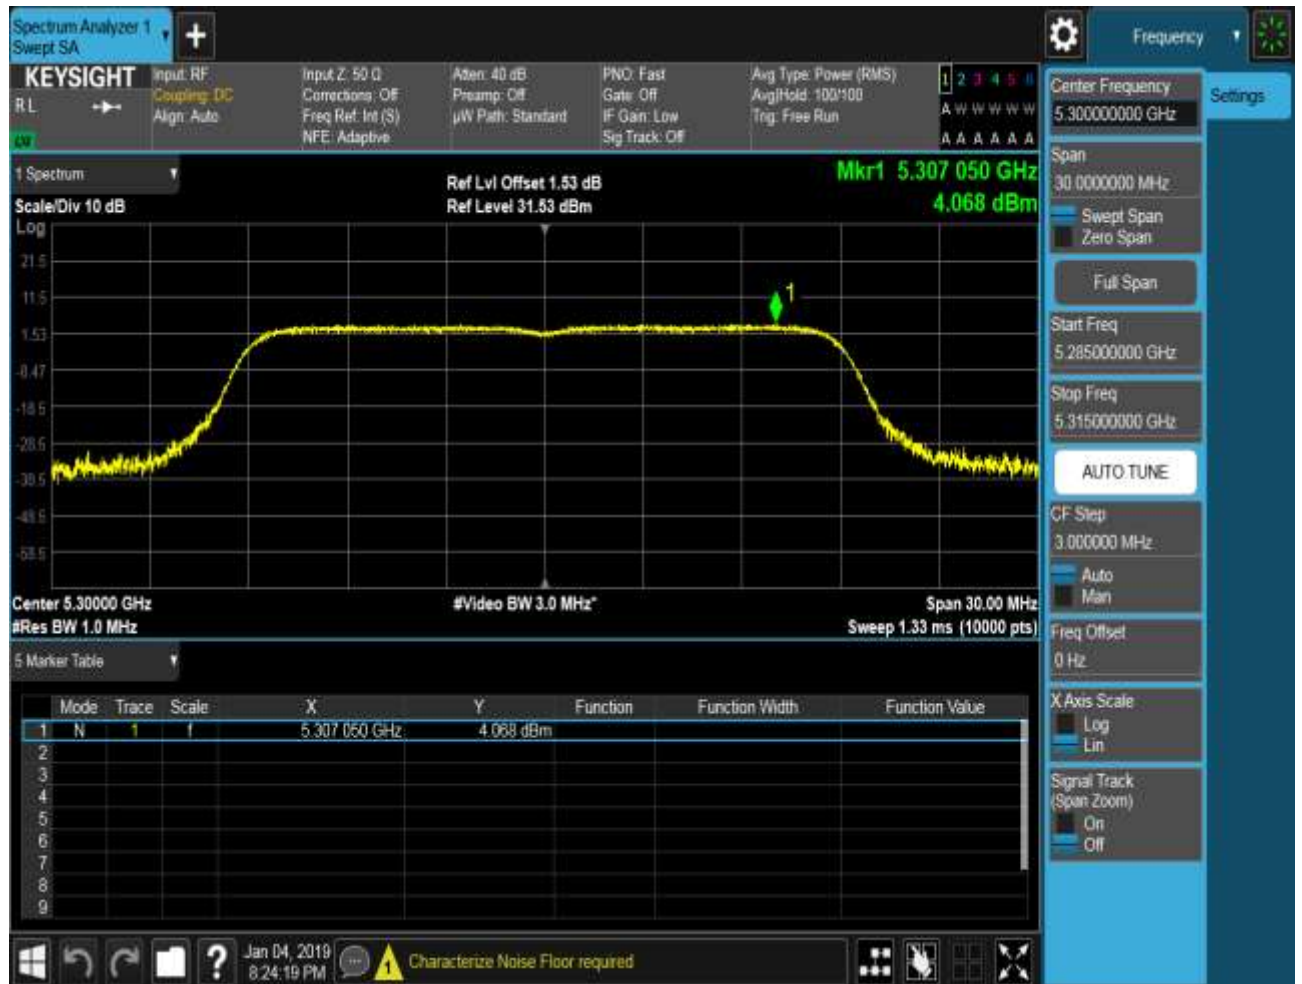 Spectrum Analyzer 1
Swept SA
Frequency
KEYSIGHT
RL
Input: RF
Coupling: DC
Align: Auto
Input Z: 50 Ω
Corrections: Off
Freq Ref: Int (S)
NFE: Adaptive
Atten: 40 dB
Preamp: Off
µW Path: Standard
PNO: Fast
Gate: Off
IF Gain: Low
Sig Track: Off
Avg Type: Power (RMS)
Avg|Hold: 100/100
Trig: Free Run
1 2 3 4 5 6
A W W W W W
A A A A A A
Settings
Center Frequency
5.300000000 GHz
Span
30.0000000 MHz
Swept Span
Zero Span
Full Span
Start Freq
5.285000000 GHz
Stop Freq
5.315000000 GHz
AUTO TUNE
CF Step
3.000000 MHz
Auto
Man
Freq Offset
0 Hz
X Axis Scale
Log
Lin
Signal Track
(Span Zoom)
On
Off
1 Spectrum
Scale/Div 10 dB
Ref Lvl Offset 1.53 dB
Ref Level 31.53 dBm
Mkr1 5.307 050 GHz
4.068 dBm
Log
21.5
11.5
1.53
-8.47
-18.5
-28.5
-38.5
-48.5
-58.5
1
Center 5.30000 GHz
#Video BW 3.0 MHz*
Span 30.00 MHz
#Res BW 1.0 MHz
Sweep 1.33 ms (10000 pts)
5 Marker Table
Mode Trace Scale X Y Function Function Width Function Value
1 N 1 f 5.307 050 GHz 4.068 dBm
2
3
4
5
6
7
8
9
?
Jan 04, 2019
8:24:19 PM
1
Characterize Noise Floor required